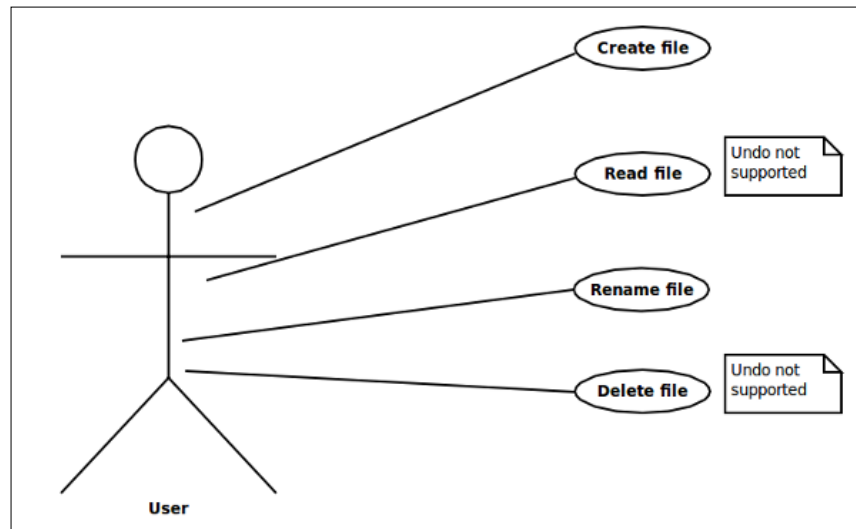 Create file
Read file
Undo not
supported
Rename file
Delete file
Undo not
supported
User